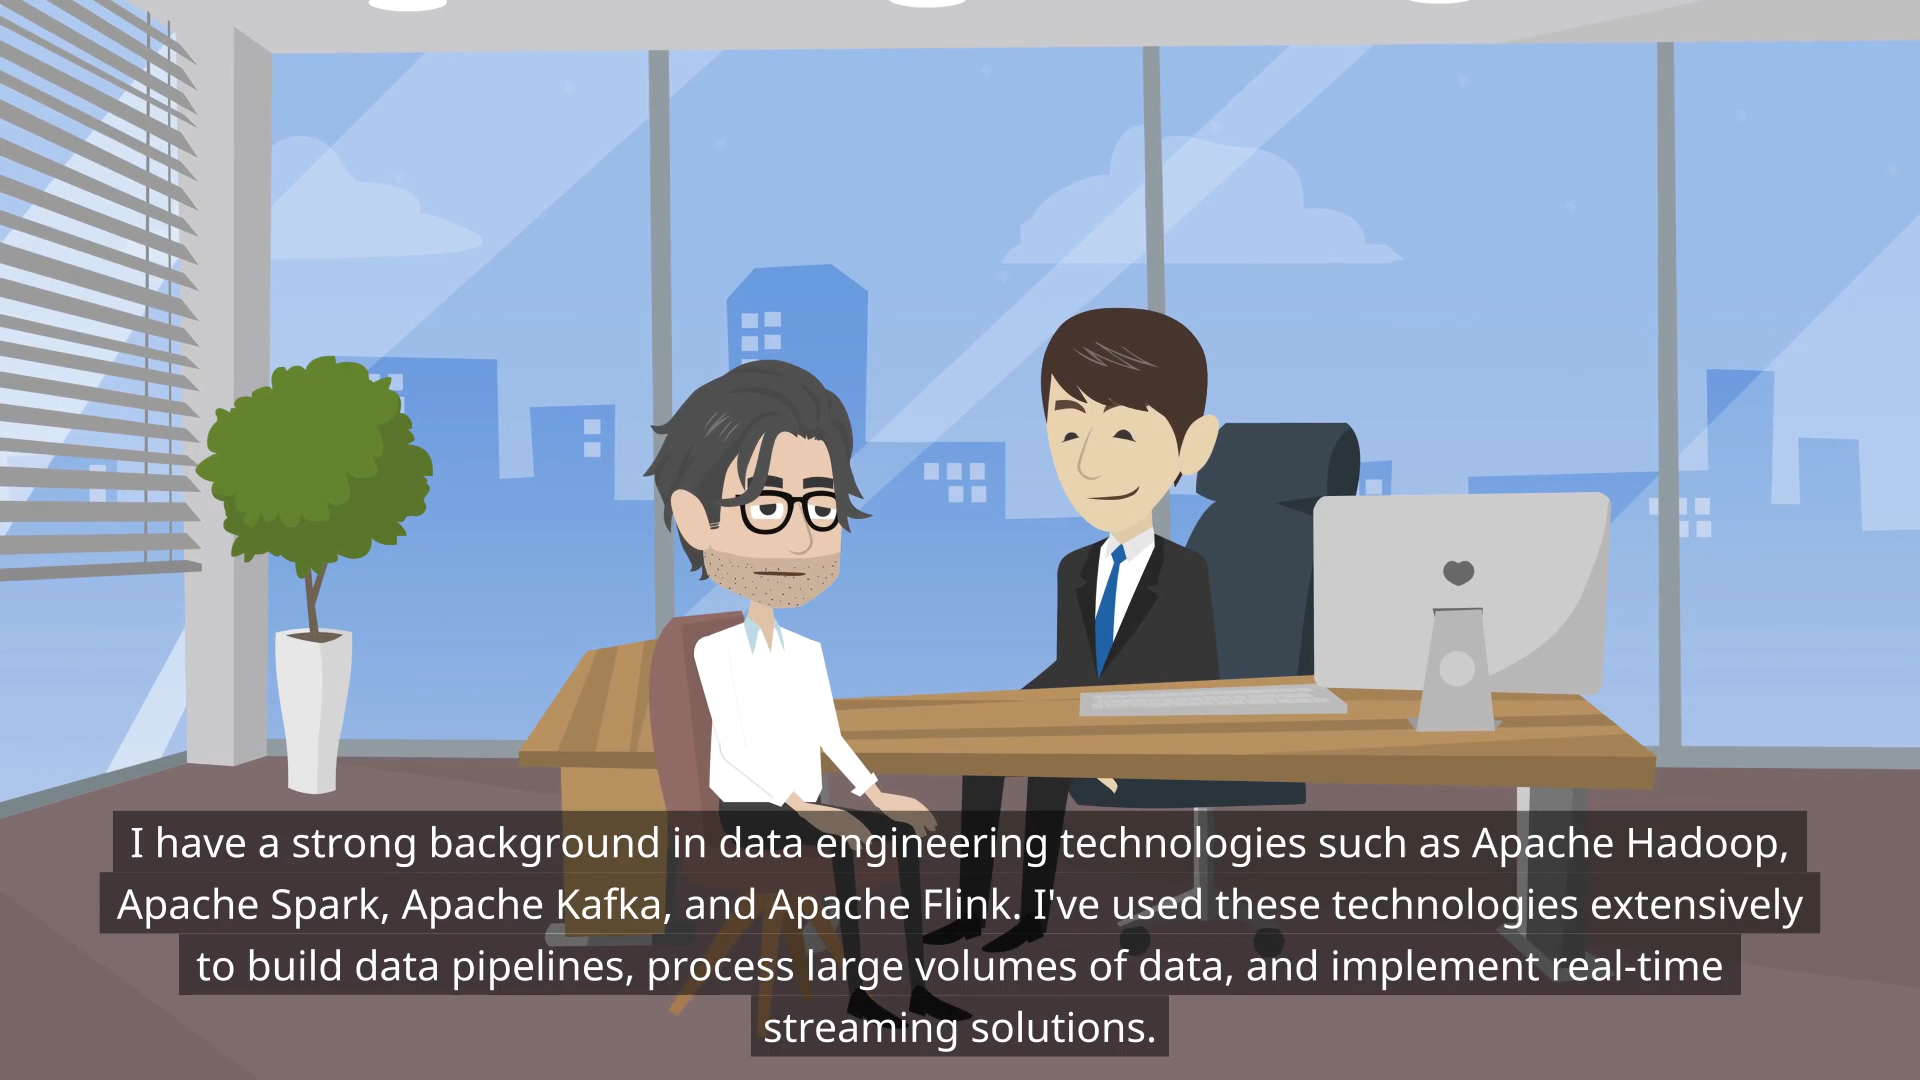 I have a strong background in data engineering technologies such as Apache Hadoop,
Apache Spark, Apache Kafka, and Apache Flink. I've used these technologies extensively
to build data pipelines, process large volumes of data, and implement real-time
streaming solutions.